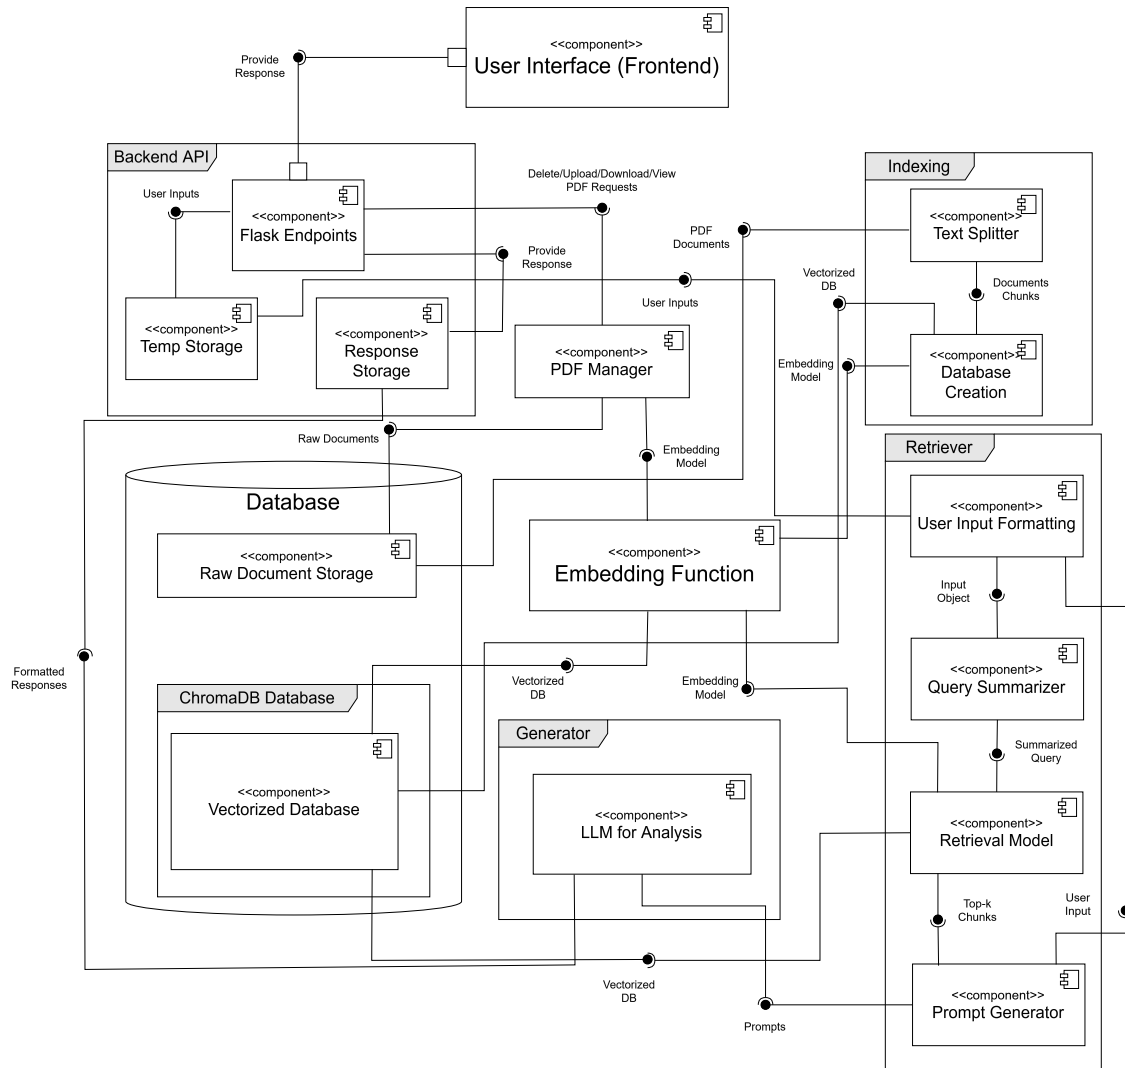 <<component>>
User Interface (Frontend)
Provide
Response
Backend API
User Inputs
<<component>>
Flask Endpoints
Delete/Upload/Download/View
PDF Requests
Provide
Response
<<component>>
Temp Storage
<<component>>
Response
Storage
User Inputs
<<component>>
PDF Manager
PDF
Documents
Indexing
<<component>>
Text Splitter
Documents
Chunks
Vectorized
DB
Embedding
Model
<<component>>
Database
Creation
Raw Documents
Embedding
Model
Database
<<component>>
Raw Document Storage
<<component>>
Embedding Function
Retriever
<<component>>
User Input Formatting
Input
Object
<<component>>
Query Summarizer
Summarized
Query
Formatted
Responses
Vectorized
DB
Embedding
Model
ChromaDB Database
<<component>>
Vectorized Database
Generator
<<component>>
LLM for Analysis
<<component>>
Retrieval Model
Top-k
Chunks
User
Input
<<component>>
Prompt Generator
Vectorized
DB
Prompts